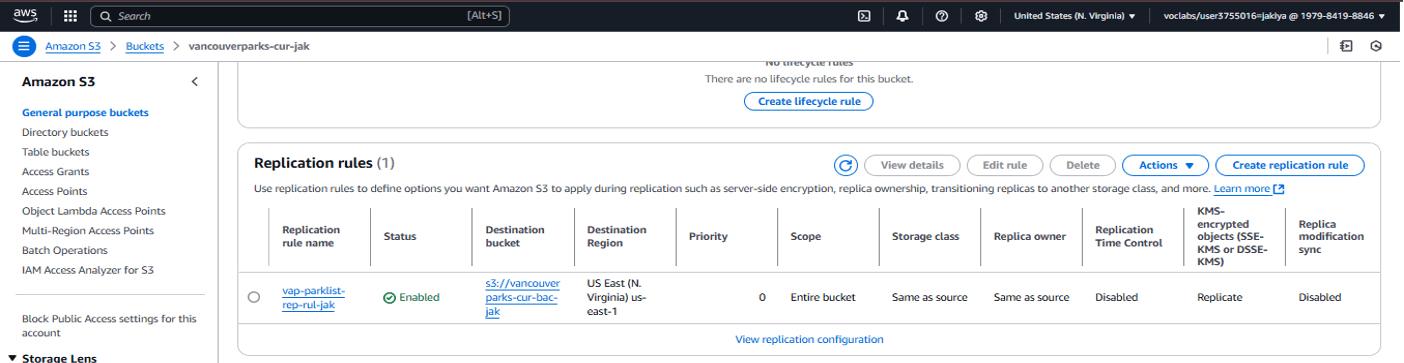 aws
Search
[Alt+S]
United States (N. Virginia) ▼
voclabs/user3755016=jakiya @ 1979-8419-8846 ▼
Amazon S3 > Buckets > vancouverparks-cur-jak
Amazon S3
General purpose buckets
Directory buckets
Table buckets
Access Grants
Access Points
Object Lambda Access Points
Multi-Region Access Points
Batch Operations
IAM Access Analyzer for S3
Block Public Access settings for this
account
▼ Storage Lens
No lifecycle rules
There are no lifecycle rules for this bucket.
Create lifecycle rule
Replication rules (1)
View details
Edit rule
Delete
Actions ▼
Create replication rule
Use replication rules to define options you want Amazon S3 to apply during replication such as server-side encryption, replica ownership, transitioning replicas to another storage class, and more. Learn more
Replication
rule name
Status
Destination
bucket
Destination
Region
Priority
Scope
Storage class
Replica owner
Replication
Time Control
KMS-
encrypted
objects (SSE-
KMS or DSSE-
KMS)
Replica
modification
sync
vap-parklist-
rep-rul-jak
Enabled
s3://vancouver
parks-cur-bac-
jak
US East (N.
Virginia) us-
east-1
0
Entire bucket
Same as source
Same as source
Disabled
Replicate
Disabled
View replication configuration